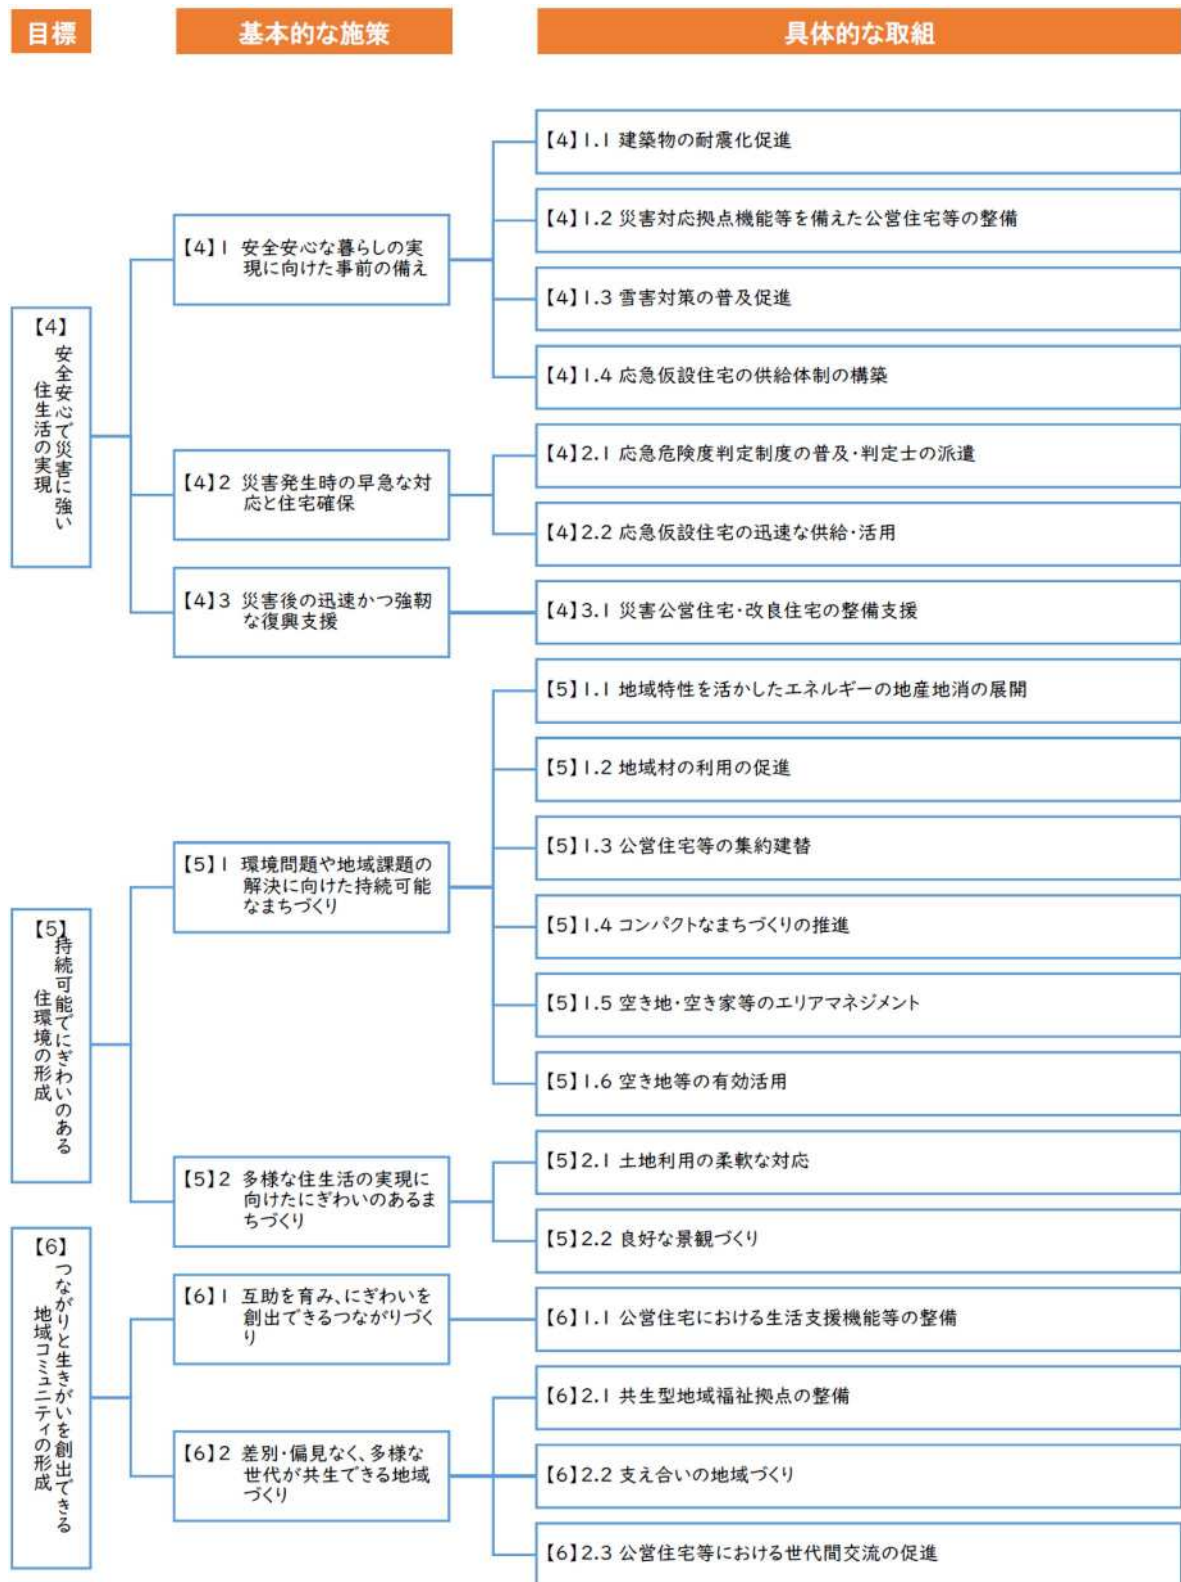 目標
基本的な施策
具体的な取組
【4】
安全安心で災害に強い
住生活の実現
【4】1 安全安心な暮らしの実
現に向けた事前の備え
【4】1.1 建築物の耐震化促進
【4】1.2 災害対応拠点機能等を備えた公営住宅等の整備
【4】1.3 雪害対策の普及促進
【4】1.4 応急仮設住宅の供給体制の構築
【4】2 災害発生時の早急な対
応と住宅確保
【4】2.1 応急危険度判定制度の普及・判定士の派遣
【4】2.2 応急仮設住宅の迅速な供給・活用
【4】3 災害後の迅速かつ強靭
な復興支援
【4】3.1 災害公営住宅・改良住宅の整備支援
【5】
持続可能でにぎわいのある
住環境の形成
【5】1 環境問題や地域課題の
解決に向けた持続可能
なまちづくり
【5】1.1 地域特性を活かしたエネルギーの地産地消の展開
【5】1.2 地域材の利用の促進
【5】1.3 公営住宅等の集約建替
【5】1.4 コンパクトなまちづくりの推進
【5】1.5 空き地・空き家等のエリアマネジメント
【5】1.6 空き地等の有効活用
【5】2 多様な住生活の実現に
向けたにぎわいのあるま
ちづくり
【5】2.1 土地利用の柔軟な対応
【5】2.2 良好な景観づくり
【6】
つながりと生きがいを創出できる
地域コミュニティの形成
【6】1 互助を育み、にぎわいを
創出できるつながりづく
り
【6】1.1 公営住宅における生活支援機能等の整備
【6】2 差別・偏見なく、多様な
世代が共生できる地域
づくり
【6】2.1 共生型地域福祉拠点の整備
【6】2.2 支え合いの地域づくり
【6】2.3 公営住宅等における世代間交流の促進